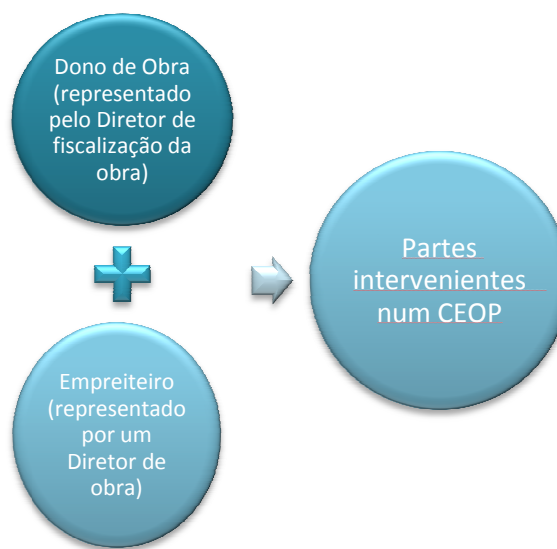 Dono de Obra
(representado
pelo Diretor de
fiscalização da
obra)
Empreiteiro
(representado
por um
Diretor de
obra)
Partes
intervenientes
num CEOP